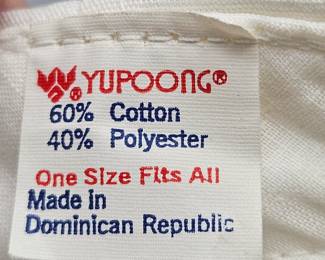 ® YUPOONG®
60% Cotton
40% Polyester
One Size Fits All
Made in
Dominican Republic